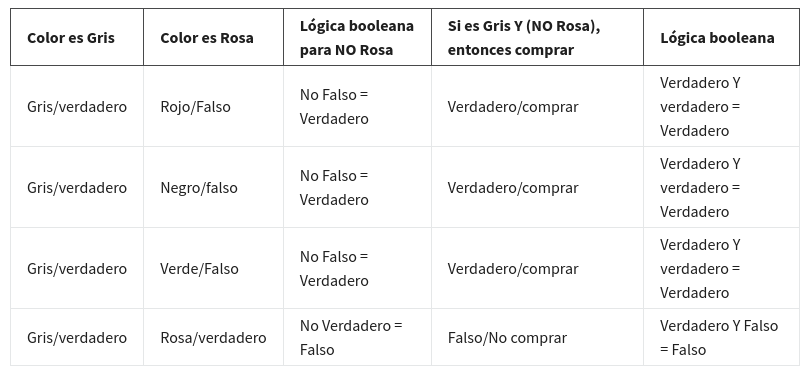 Color es Gris
Color es Rosa
Lógica booleana
para NO Rosa
Si es Gris Y (NO Rosa),
entonces comprar
Lógica booleana
Gris/verdadero
Rojo/Falso
No Falso =
Verdadero
Verdadero/comprar
Verdadero Y
verdadero =
Verdadero
Gris/verdadero
Negro/falso
No Falso =
Verdadero
Verdadero/comprar
Verdadero Y
verdadero =
Verdadero
Gris/verdadero
Verde/Falso
No Falso =
Verdadero
Verdadero/comprar
Verdadero Y
verdadero =
Verdadero
Gris/verdadero
Rosa/verdadero
No Verdadero =
Falso
Falso/No comprar
Verdadero Y Falso
= Falso